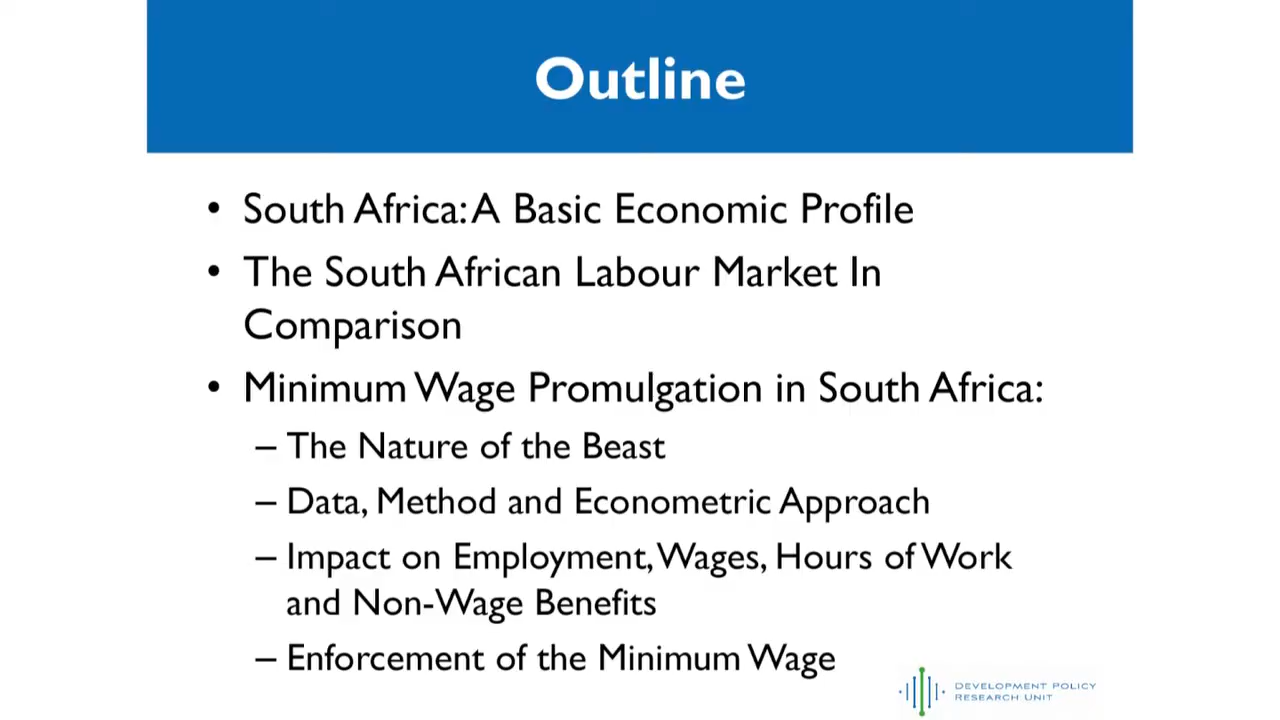 Outline
• South Africa: A Basic Economic Profile
• The South African Labour Market In
Comparison
• Minimum Wage Promulgation in South Africa:
– The Nature of the Beast
– Data, Method and Econometric Approach
– Impact on Employment, Wages, Hours of Work
and Non-Wage Benefits
– Enforcement of the Minimum Wage
DEVELOPMENT POLICY
RESEARCH UNIT